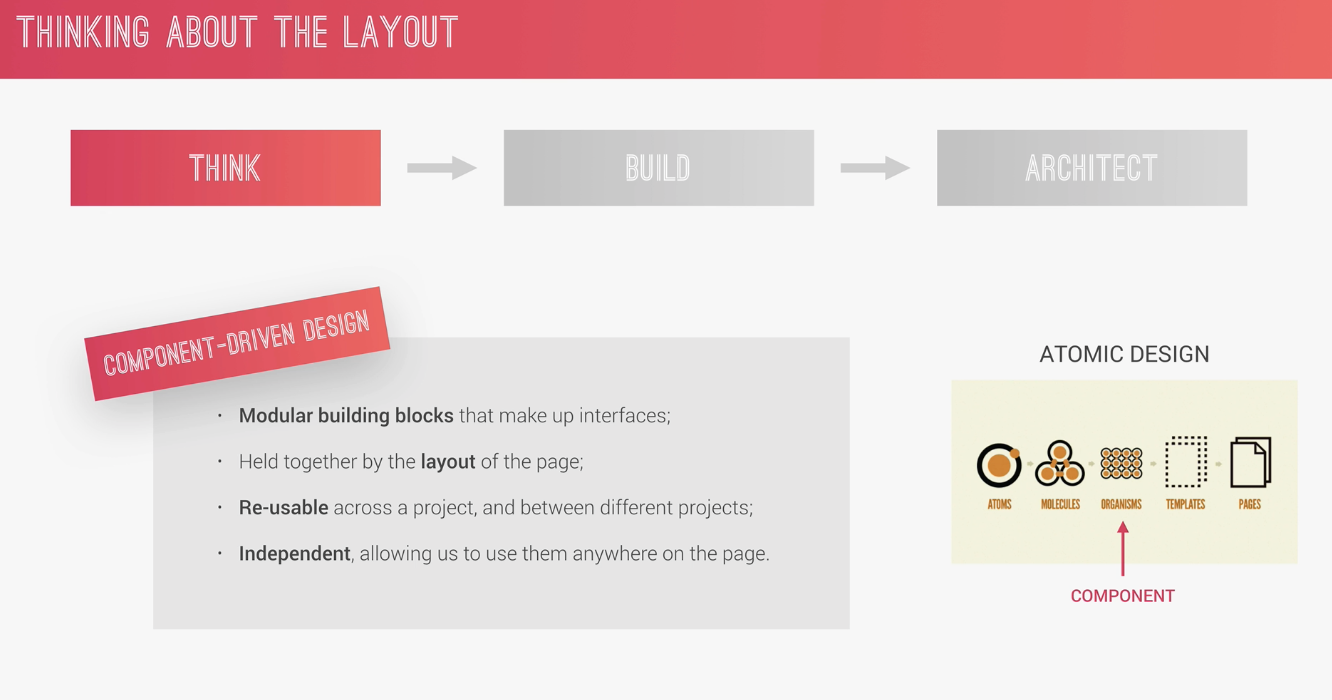 THINKING ABOUT THE LAYOUT
THINK
BUILD
ARCHITECT
COMPONENT-DRIVEN DESIGN
· Modular building blocks that make up interfaces;
· Held together by the layout of the page;
· Re-usable across a project, and between different projects;
· Independent, allowing us to use them anywhere on the page.
ATOMIC DESIGN
ATOMS
MOLECULES
ORGANISMS
TEMPLATES
PAGES
COMPONENT